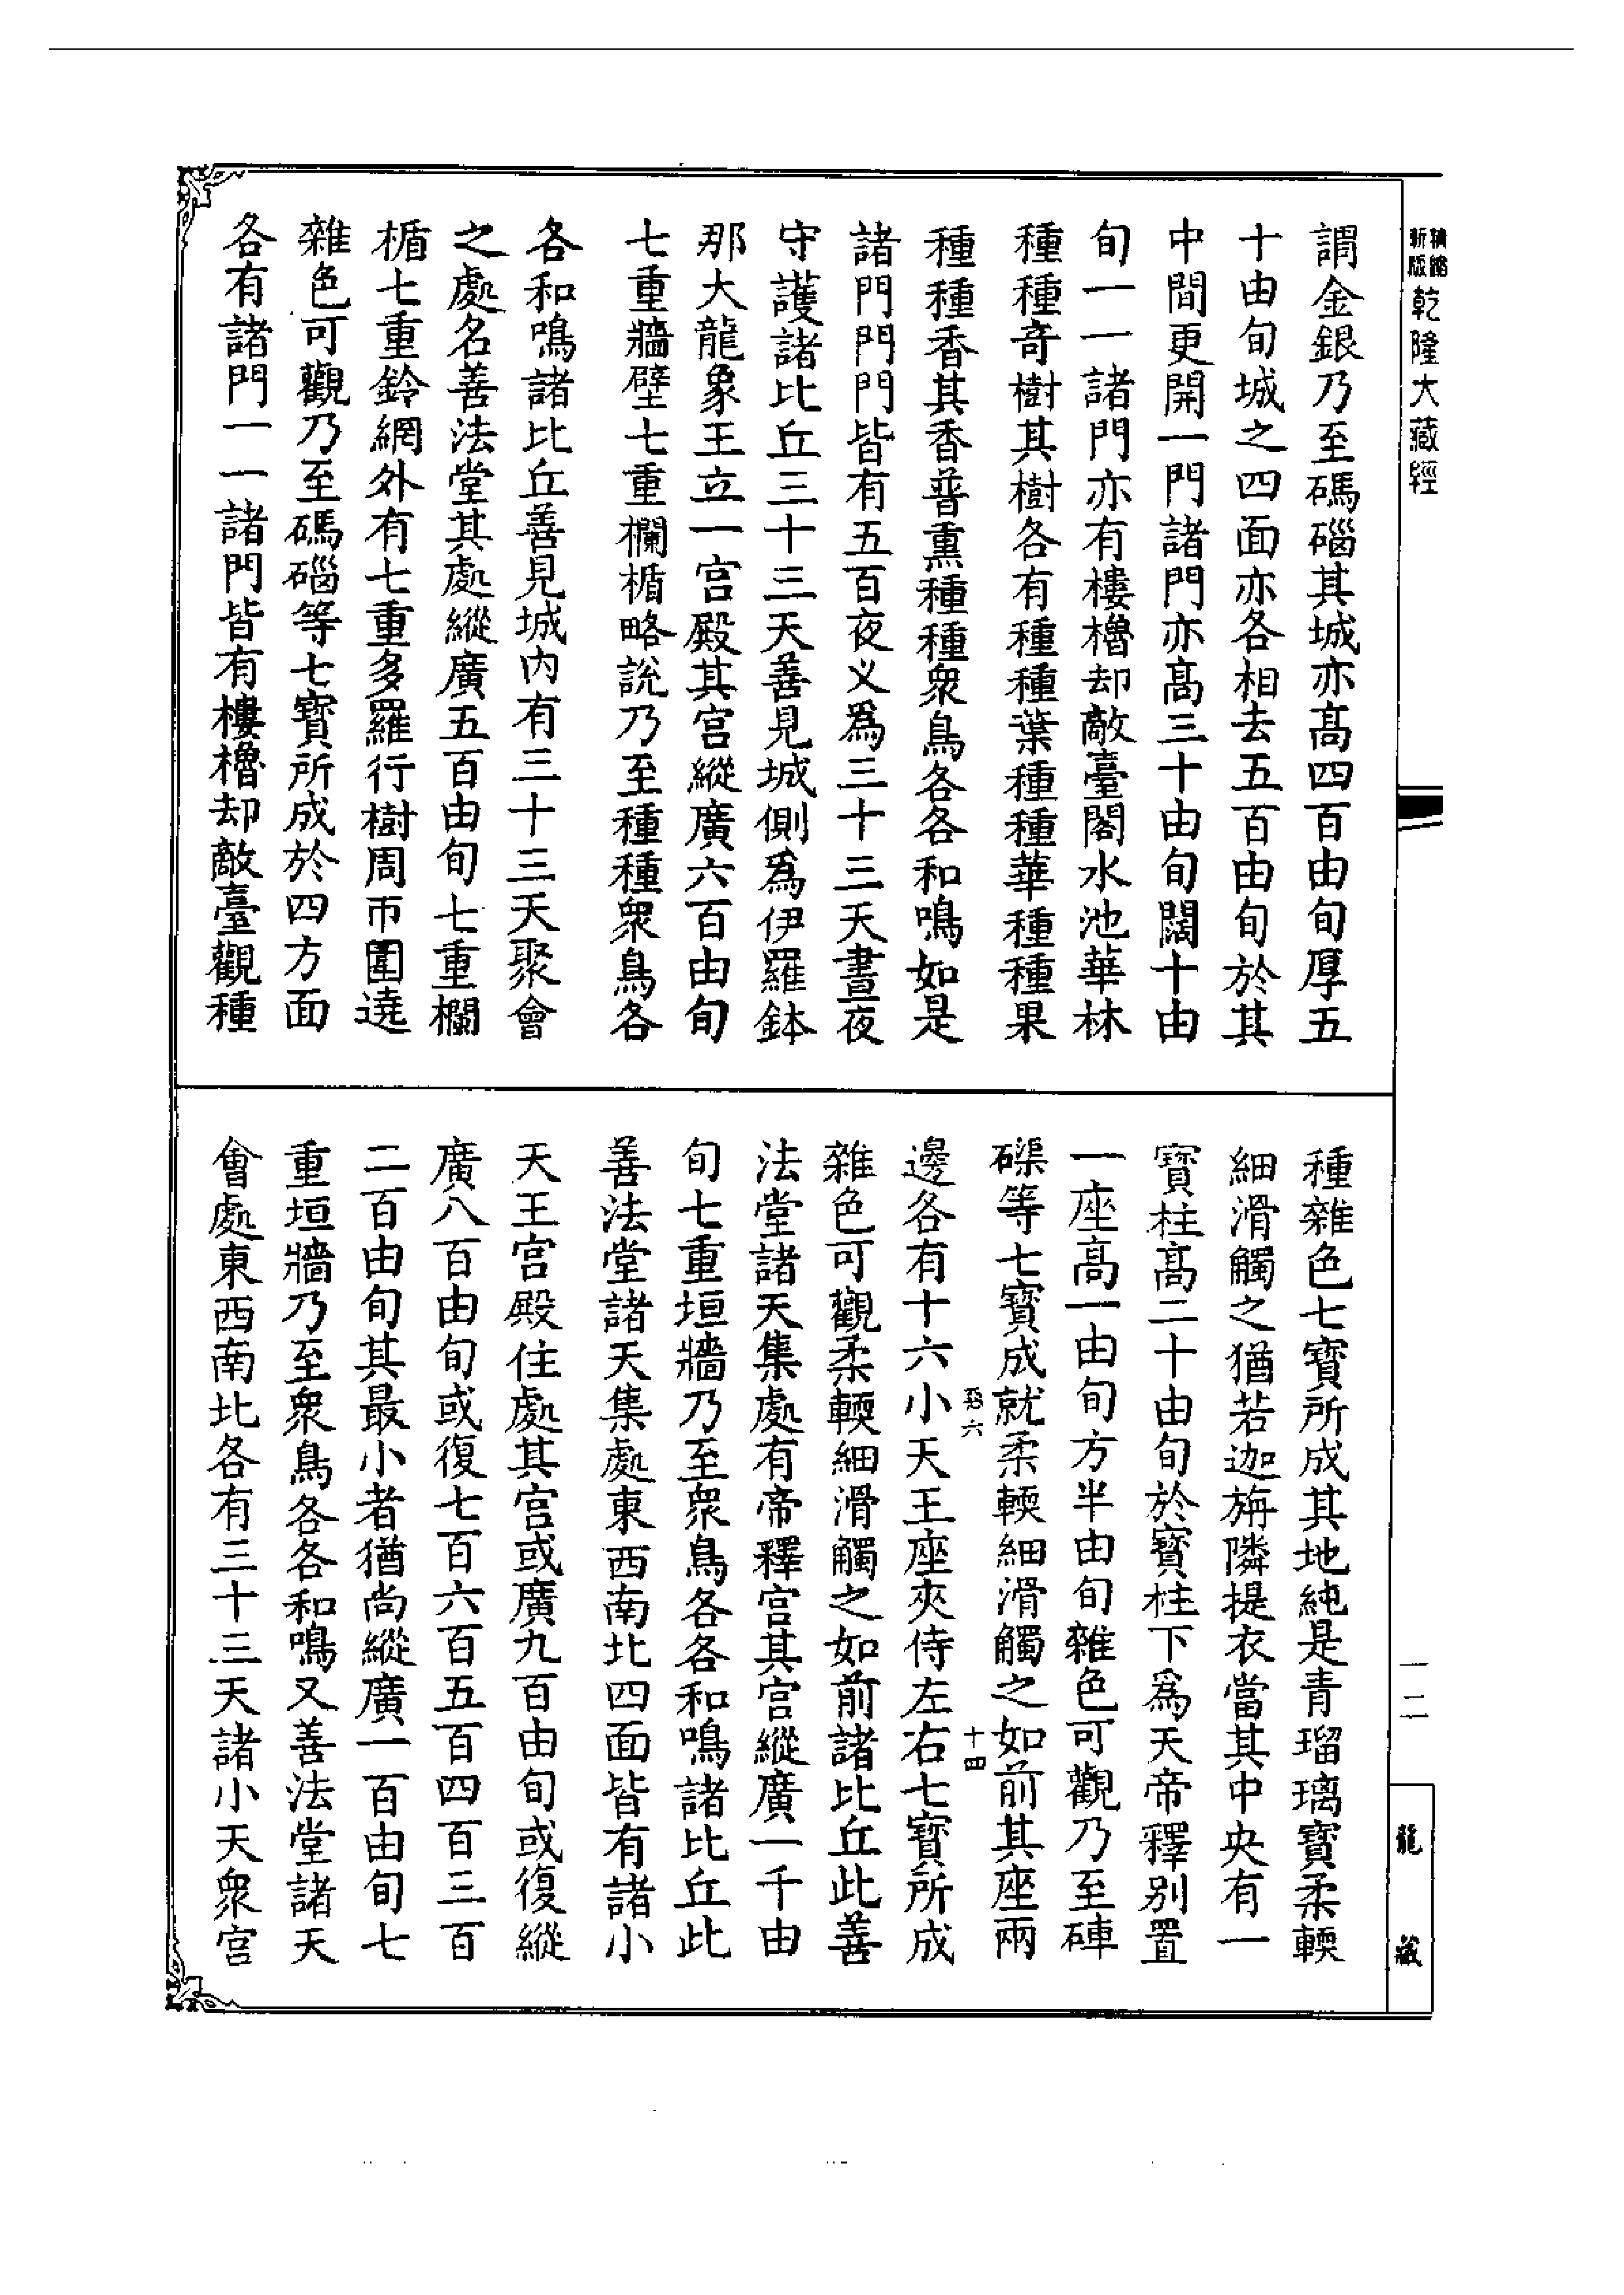 新版
精縮
乾隆大藏經
謂金銀乃至碼碯其城亦高四百由旬厚五
十由旬城之四面亦各相去五百由旬於其
中間更開一門諸門亦高三十由旬闊十由
旬一一諸門亦有樓櫓却敵臺閣水池華林
種種奇樹其樹各有種種葉種種華種種果
種種香其香普熏種種衆鳥各各和鳴如是
諸門門門皆有五百夜义爲三十三天晝夜
守護諸比丘三十三天善見城側爲伊羅鉢
那大龍象王立一宮殿其宮縱廣六百由旬
七重牆壁七重欄楯略說乃至種種衆鳥各
各和鳴諸比丘善見城內有三十三天聚會
之處名善法堂其處縱廣五百由旬七重欄
楯七重鈴網外有七重多羅行樹周帀圍遶
雜色可觀乃至碼碯等七寳所成於四方面
各有諸門一一諸門皆有樓櫓却敵臺觀種
種雜色七寳所成其地純是青瑠璃寳柔輭
細滑觸之猶若迦旃隣提衣當其中央有一
寳柱高二十由旬於寳柱下爲天帝釋别置
一座高一由旬方半由旬雜色可觀乃至硨
磲等七寳成就柔輭細滑觸之如前其座兩
邊各有十六小天王座夾侍左右七寳所成
雜色可觀柔輭細滑觸之如前諸比丘此善
法堂諸天集處有帝釋宮其宮縱廣一千由
旬七重垣牆乃至衆鳥各各和鳴諸比丘此
善法堂諸天集處東西南北四面皆有諸小
天王宮殿住處其宮或廣九百由旬或復縱
廣八百由旬或復七百六百五百四百三百
二百由旬其最小者猶尚縱廣一百由旬七
重垣牆乃至衆鳥各各和鳴又善法堂諸天
會處東西南北各有三十三天諸小天衆宮
六
十四
一二
龍藏